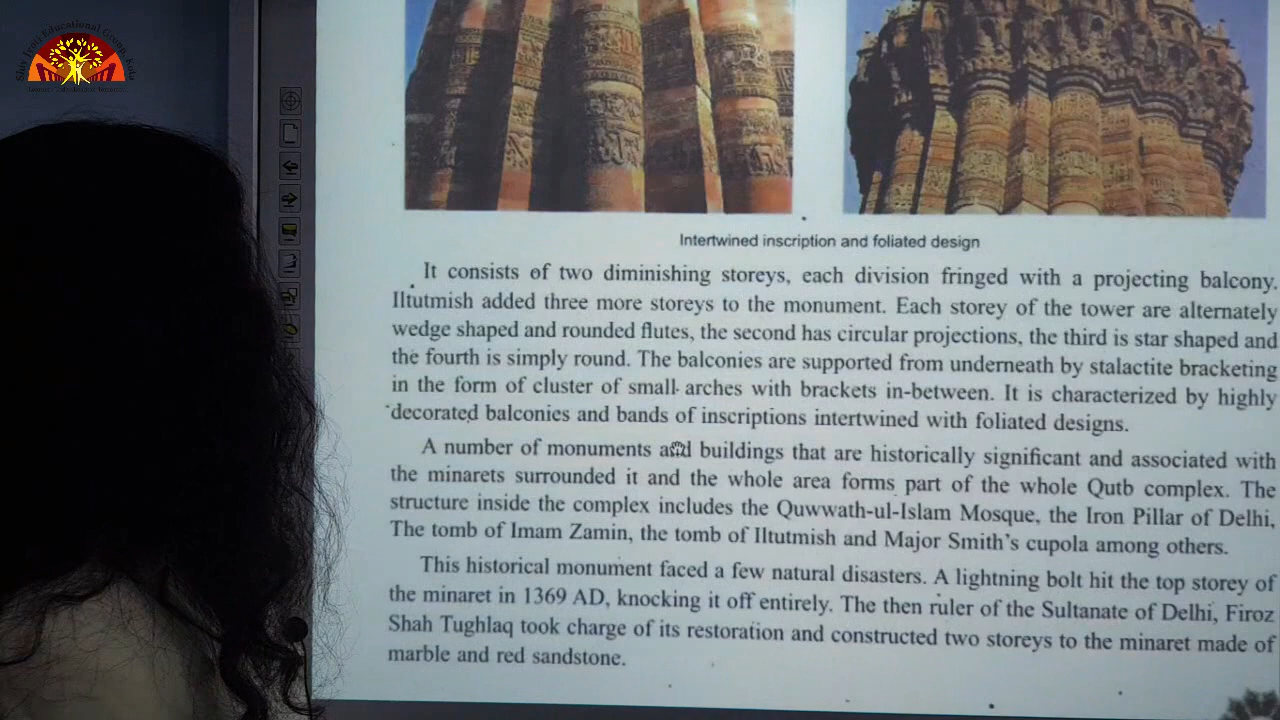 Shiv Jyoti Educational Group, Kota
Intertwined inscription and foliated design
It consists of two diminishing storeys, each division fringed with a projecting balcony.
Iltutmish added three more storeys to the monument. Each storey of the tower are alternately
wedge shaped and rounded flutes, the second has circular projections, the third is star shaped and
the fourth is simply round. The balconies are supported from underneath by stalactite bracketing
in the form of cluster of small arches with brackets in-between. It is characterized by highly
decorated balconies and bands of inscriptions intertwined with foliated designs.
A number of monuments and buildings that are historically significant and associated with
the minarets surrounded it and the whole area forms part of the whole Qutb complex. The
structure inside the complex includes the Quwwath-ul-Islam Mosque, the Iron Pillar of Delhi,
The tomb of Imam Zamin, the tomb of Iltutmish and Major Smith's cupola among others.
This historical monument faced a few natural disasters. A lightning bolt hit the top storey of
the minaret in 1369 AD, knocking it off entirely. The then ruler of the Sultanate of Delhi, Firoz
Shah Tughlaq took charge of its restoration and constructed two storeys to the minaret made of
marble and red sandstone.